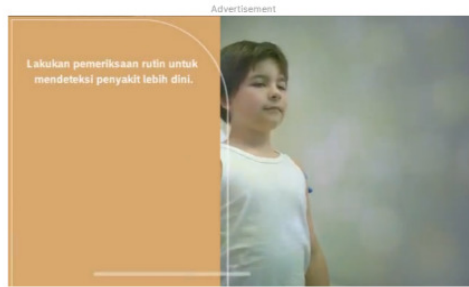 Advertisement
Lakukan pemeriksaan rutin untuk
mendeteksi penyakit lebih dini.